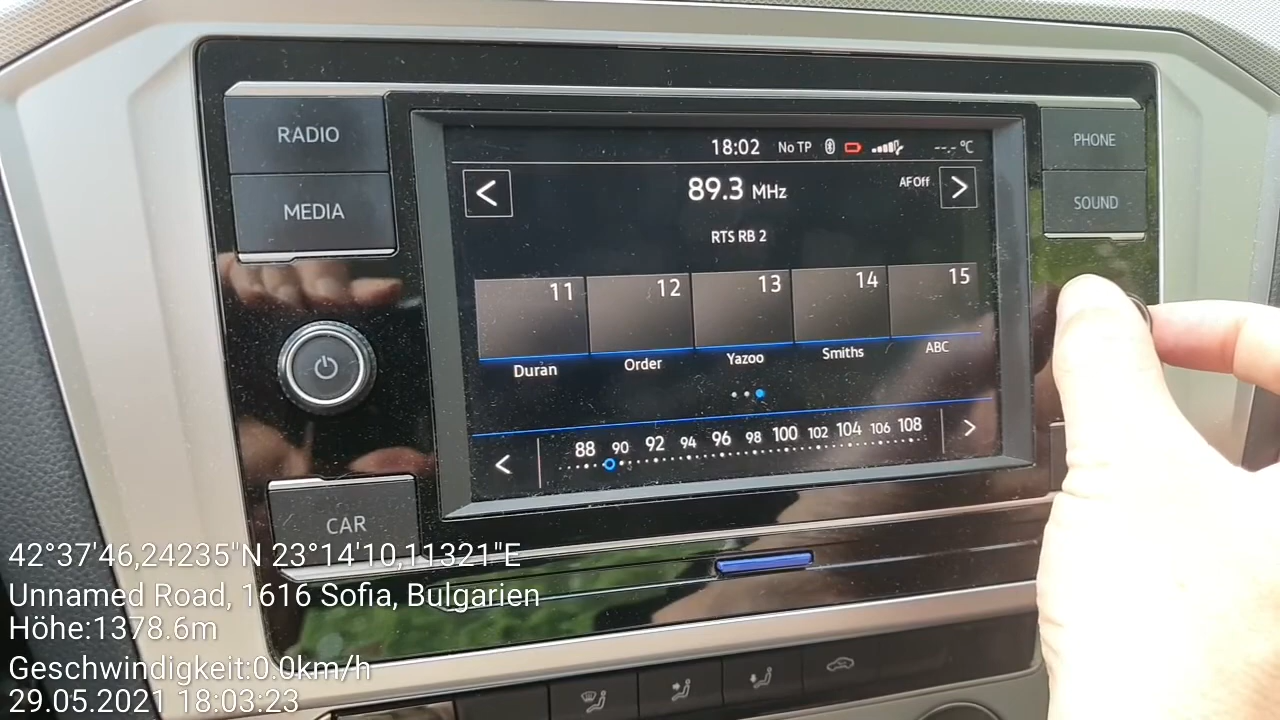 RADIO
MEDIA
CAR
PHONE
SOUND
18:02 No TP --.- °C
89.3 MHz
AF Off
RTS RB 2
11 12 13 14 15
Duran Order Yazoo Smiths ABC
88 90 92 94 96 98 100 102 104 106 108
42°37'46,24235"N 23°14'10,11321"E
Unnamed Road, 1616 Sofia, Bulgarien
Höhe:1378.6m
Geschwindigkeit:0.0km/h
29.05.2021 18:03:23